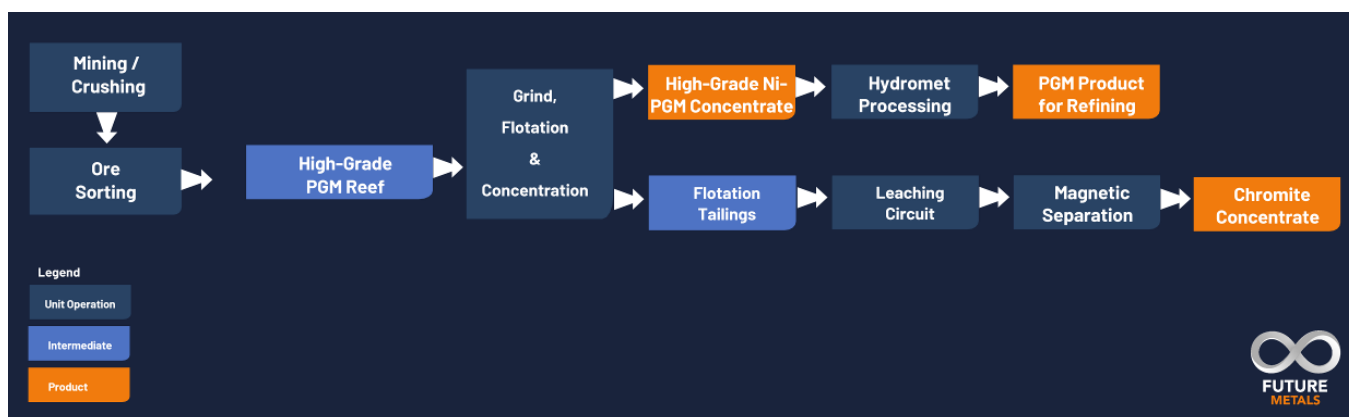 Mining /
Crushing
Ore
Sorting
High-Grade
PGM Reef
Grind,
Flotation
&
Concentration
High-Grade Ni-
PGM Concentrate
Hydromet
Processing
PGM Product
for Refining
Flotation
Tailings
Leaching
Circuit
Magnetic
Separation
Chromite
Concentrate
Legend
Unit Operation
Intermediate
Product
FUTURE
METALS